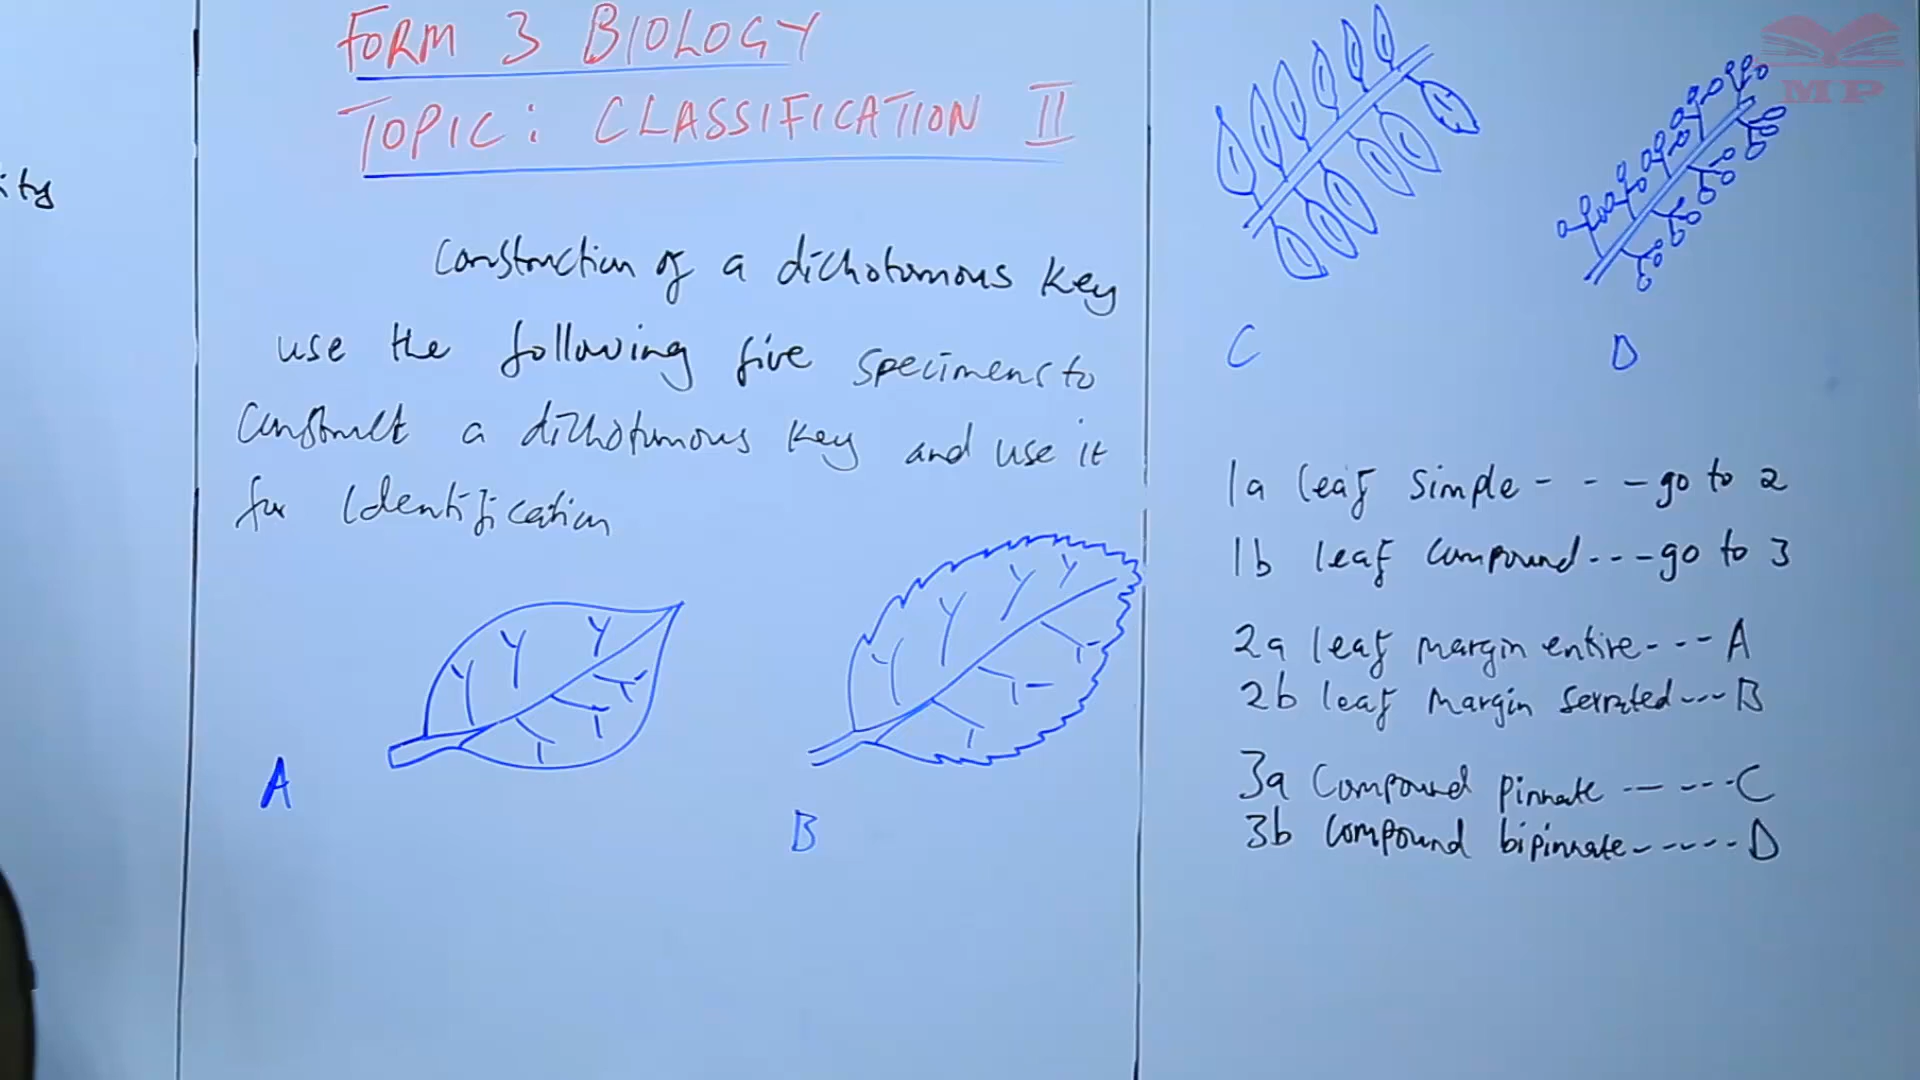 ity
FORM 3 BIOLOGY
TOPIC: CLASSIFICATION II
Construction of a dichotomous key
use the following five specimens to
construct a dichotomous key and use it
for Identification
A
B
C
D
MP
1a leaf simple - - - go to 2
1b leaf compound - - - go to 3
2a leaf margin entire - - - A
2b leaf margin serrated --- B
3a Compound pinnate -- --- C
3b compound bipinnate ----- D